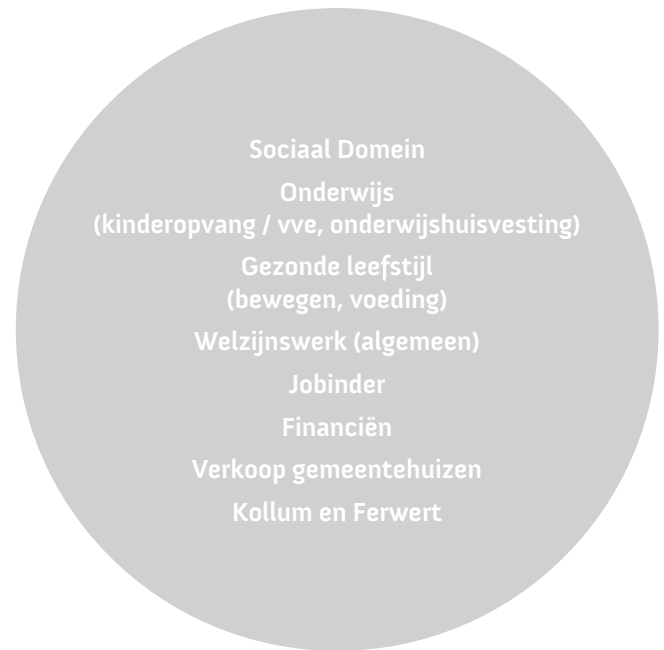 Sociaal Domein
Onderwijs
(kinderopvang / vve, onderwijshuisvesting)
Gezonde leefstijl
(bewegen, voeding)
Welzijnswerk (algemeen)
Jobinder
Financiën
Verkoop gemeentehuizen
Kollum en Ferwert